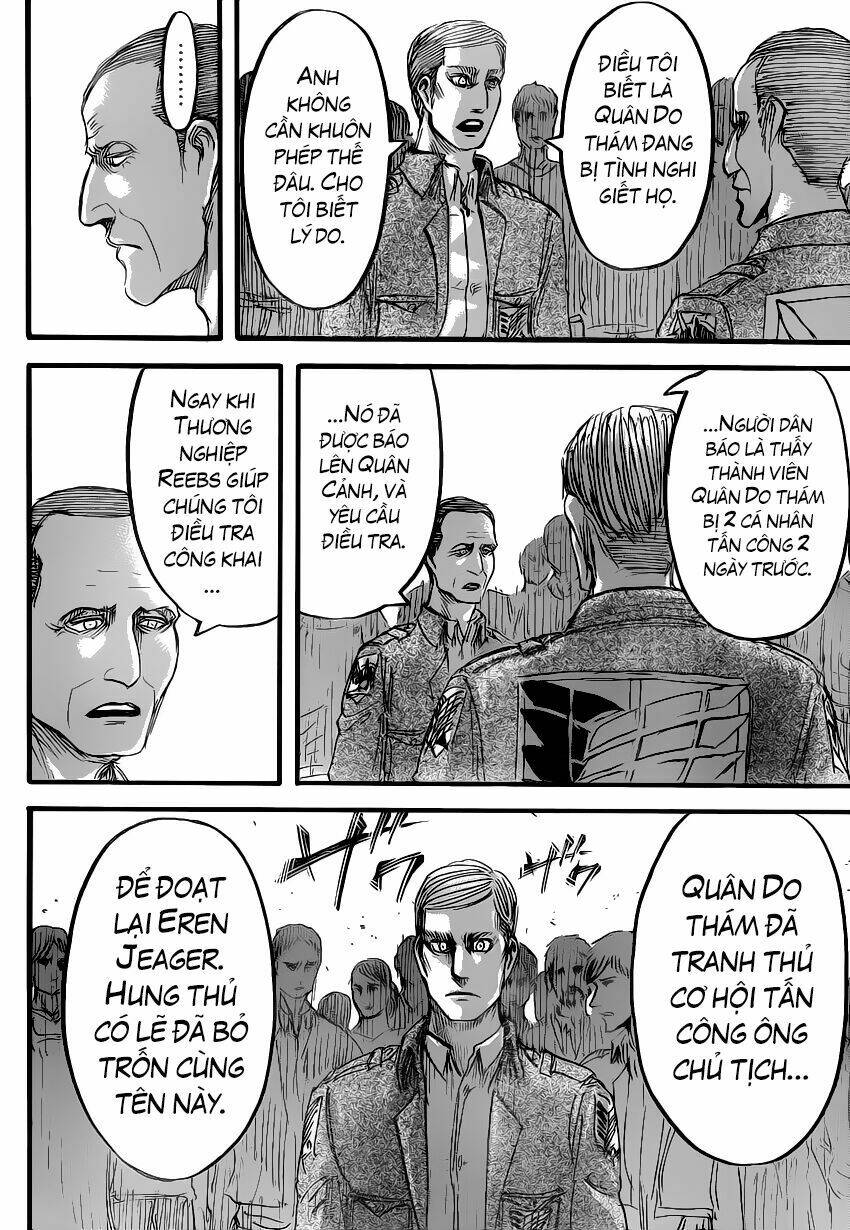 ĐIỀU TÔI
BIẾT LÀ
QUÂN DO
THÁM ĐANG
BỊ TÌNH NGHI
GIẾT HỌ.
ANH
KHÔNG
CẦN KHUÔN
PHÉP THẾ
ĐÂU. CHO
TÔI BIẾT
LÝ DO.
........
...NGƯỜI DÂN
BÁO LÀ THẤY
THÀNH VIÊN
QUÂN DO THÁM
BỊ 2 CÁ NHÂN
TẤN CÔNG 2
NGÀY TRƯỚC.
...NÓ ĐÃ
ĐƯỢC BÁO
LÊN QUÂN
CẢNH, VÀ
YÊU CẦU
ĐIỀU TRA.
NGAY KHI
THƯƠNG
NGHIỆP
REEBS GIÚP
CHÚNG TÔI
ĐIỀU TRA
CÔNG KHAI
...
QUÂN DO
THÁM ĐÃ
TRANH THỦ
CƠ HỘI TẤN
CÔNG ÔNG
CHỦ TỊCH...
ĐỂ ĐOẠT
LẠI EREN
JEAGER.
HUNG THỦ
CÓ LẼ ĐÃ BỎ
TRỐN CÙNG
TÊN NÀY.